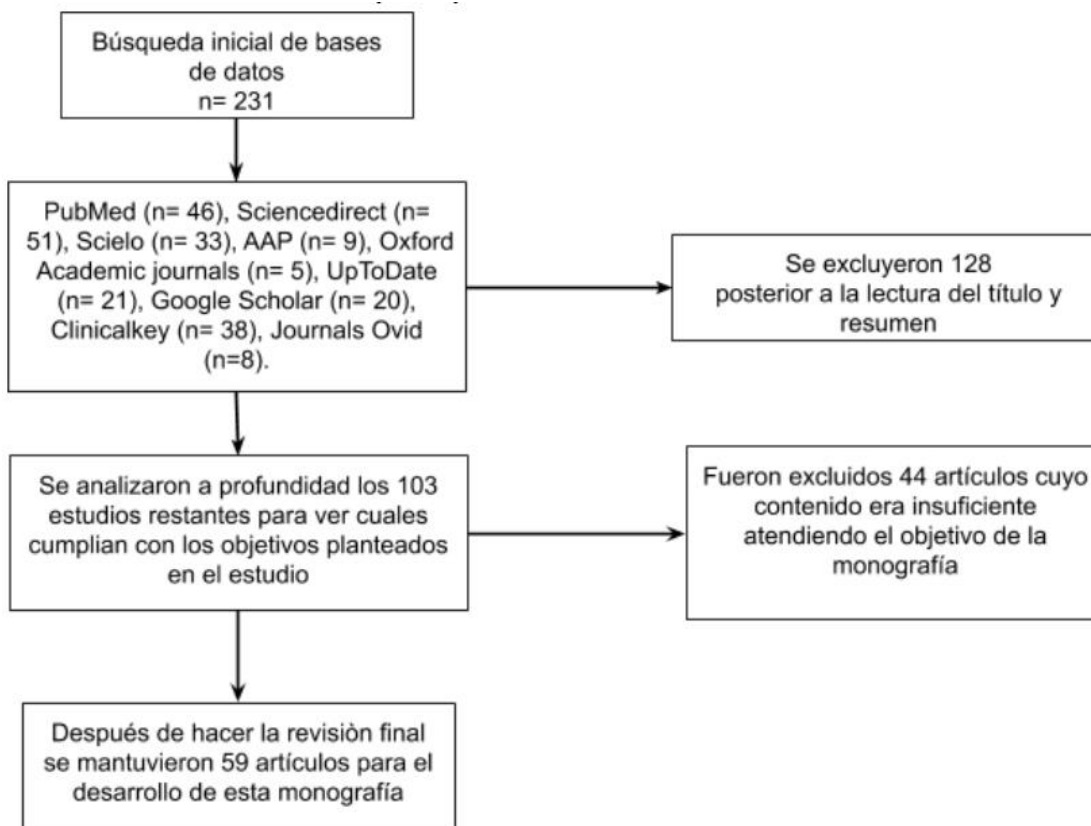 Búsqueda inicial de bases
de datos
n= 231
PubMed (n= 46), Sciencedirect (n=
51), Scielo (n= 33), AAP (n= 9), Oxford
Academic journals (n= 5), UpToDate
(n= 21), Google Scholar (n= 20),
Clinicalkey (n= 38), Journals Ovid
(n=8).
Se excluyeron 128
posterior a la lectura del título y
resumen
Se analizaron a profundidad los 103
estudios restantes para ver cuales
cumplian con los objetivos planteados
en el estudio
Fueron excluidos 44 artículos cuyo
contenido era insuficiente
atendiendo el objetivo de la
monografía
Después de hacer la revisiòn final
se mantuvieron 59 artículos para el
desarrollo de esta monografía